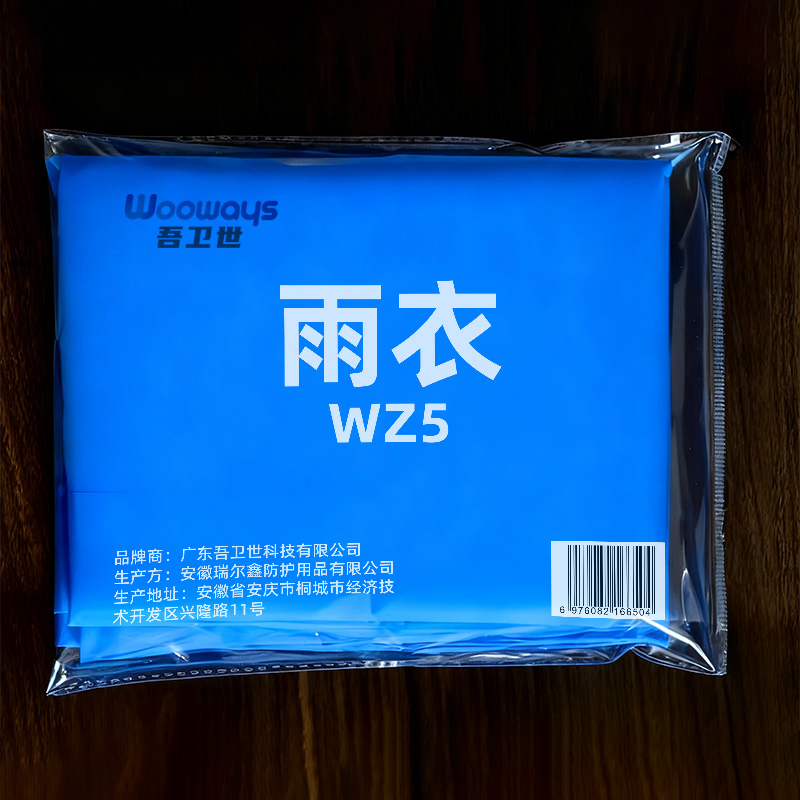 Wooways
吾卫世
雨衣
WZ5
品牌商：广东吾卫世科技有限公司
生产方：安徽瑞尔鑫防护用品有限公司
生产地址：安徽省安庆市桐城市经济技
术开发区兴隆路11号
6 976082 166504